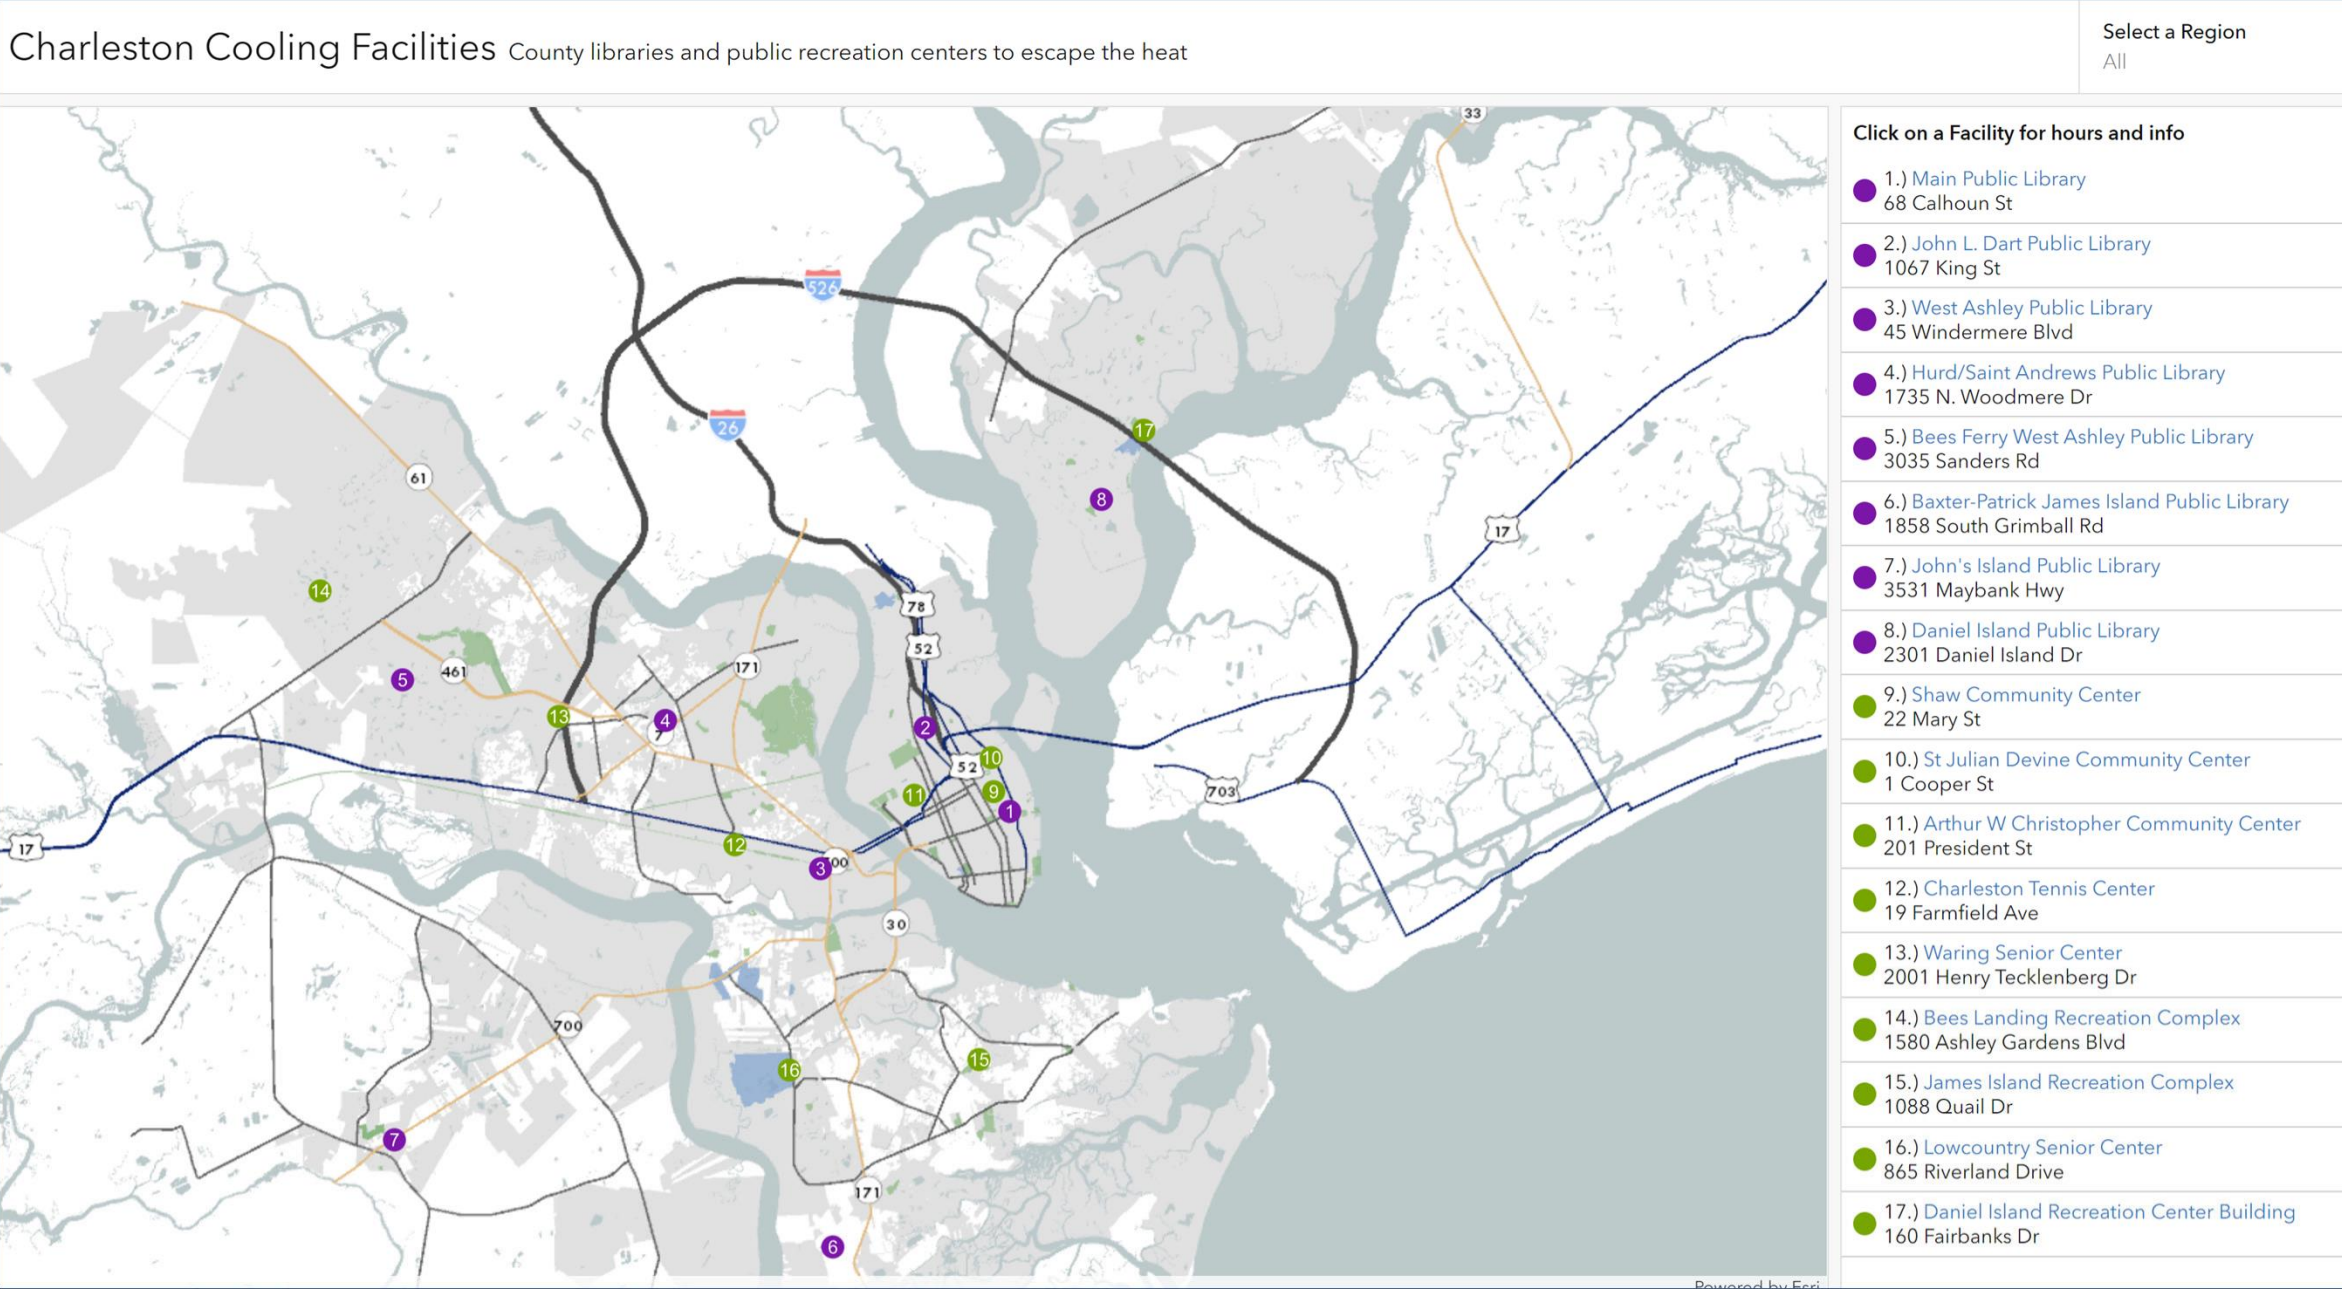 Charleston Cooling Facilities County libraries and public recreation centers to escape the heat
Select a Region
All
33
526
26
17
61
8
17
14
78
52
461
171
5
13
4
7
2
10
52
11
9
1
703
17
12
3
00
30
700
15
16
7
171
6
Powered by Esri
Click on a Facility for hours and info
1.) Main Public Library
68 Calhoun St
2.) John L. Dart Public Library
1067 King St
3.) West Ashley Public Library
45 Windermere Blvd
4.) Hurd/Saint Andrews Public Library
1735 N. Woodmere Dr
5.) Bees Ferry West Ashley Public Library
3035 Sanders Rd
6.) Baxter-Patrick James Island Public Library
1858 South Grimball Rd
7.) John's Island Public Library
3531 Maybank Hwy
8.) Daniel Island Public Library
2301 Daniel Island Dr
9.) Shaw Community Center
22 Mary St
10.) St Julian Devine Community Center
1 Cooper St
11.) Arthur W Christopher Community Center
201 President St
12.) Charleston Tennis Center
19 Farmfield Ave
13.) Waring Senior Center
2001 Henry Tecklenberg Dr
14.) Bees Landing Recreation Complex
1580 Ashley Gardens Blvd
15.) James Island Recreation Complex
1088 Quail Dr
16.) Lowcountry Senior Center
865 Riverland Drive
17.) Daniel Island Recreation Center Building
160 Fairbanks Dr